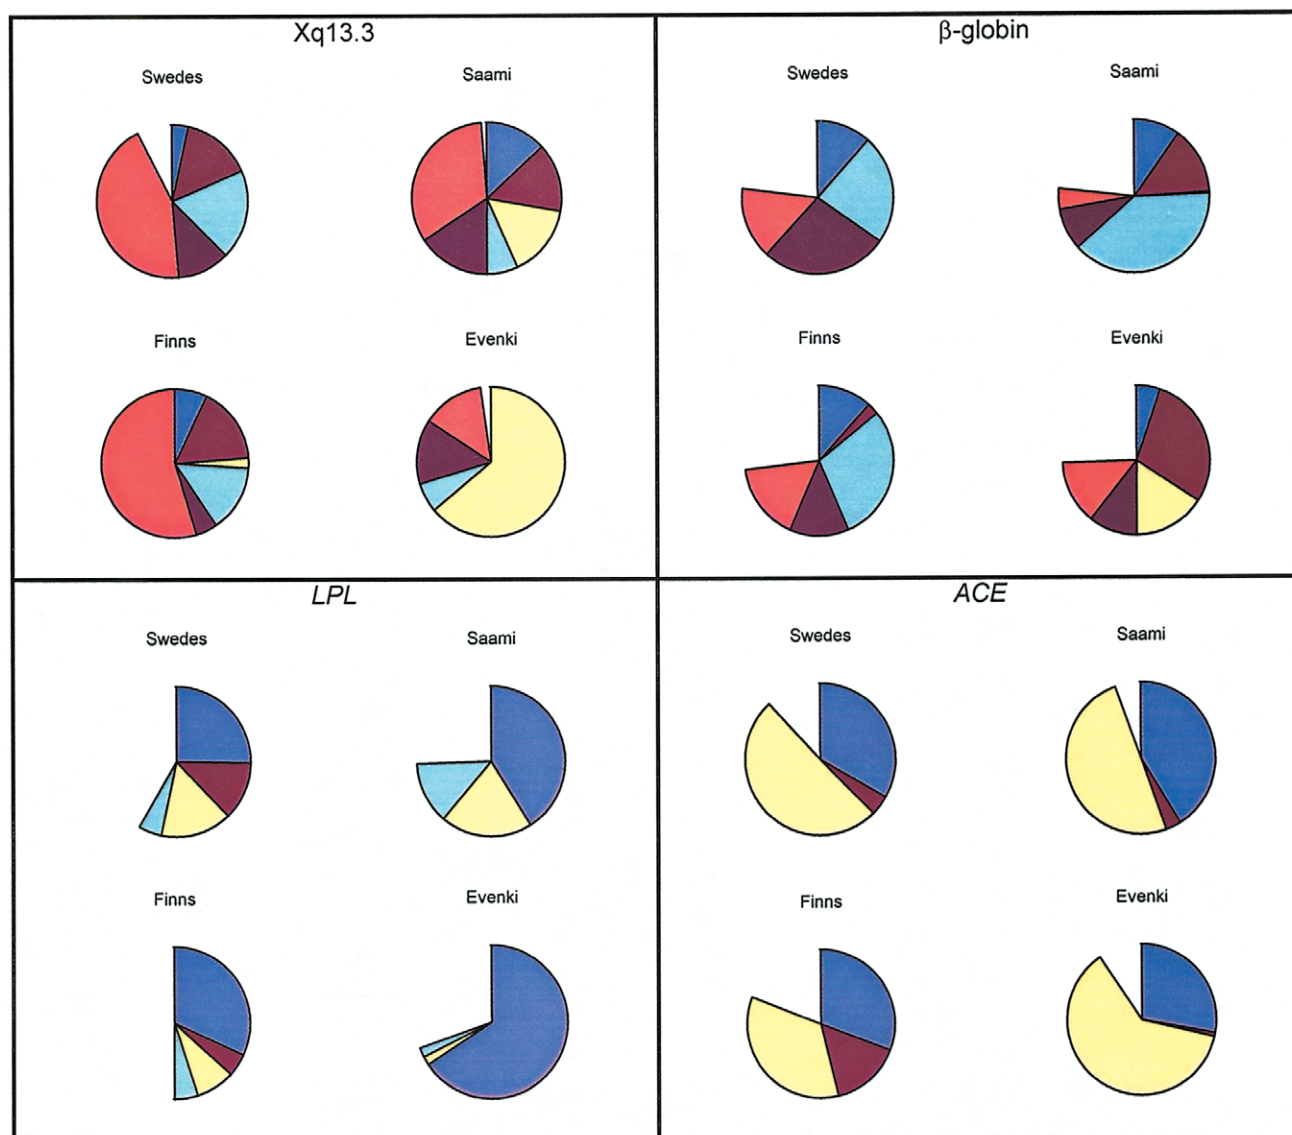 Xq13.3
Swedes
Saami
Finns
Evenki
β-globin
Swedes
Saami
Finns
Evenki
LPL
Swedes
Saami
Finns
Evenki
ACE
Swedes
Saami
Finns
Evenki